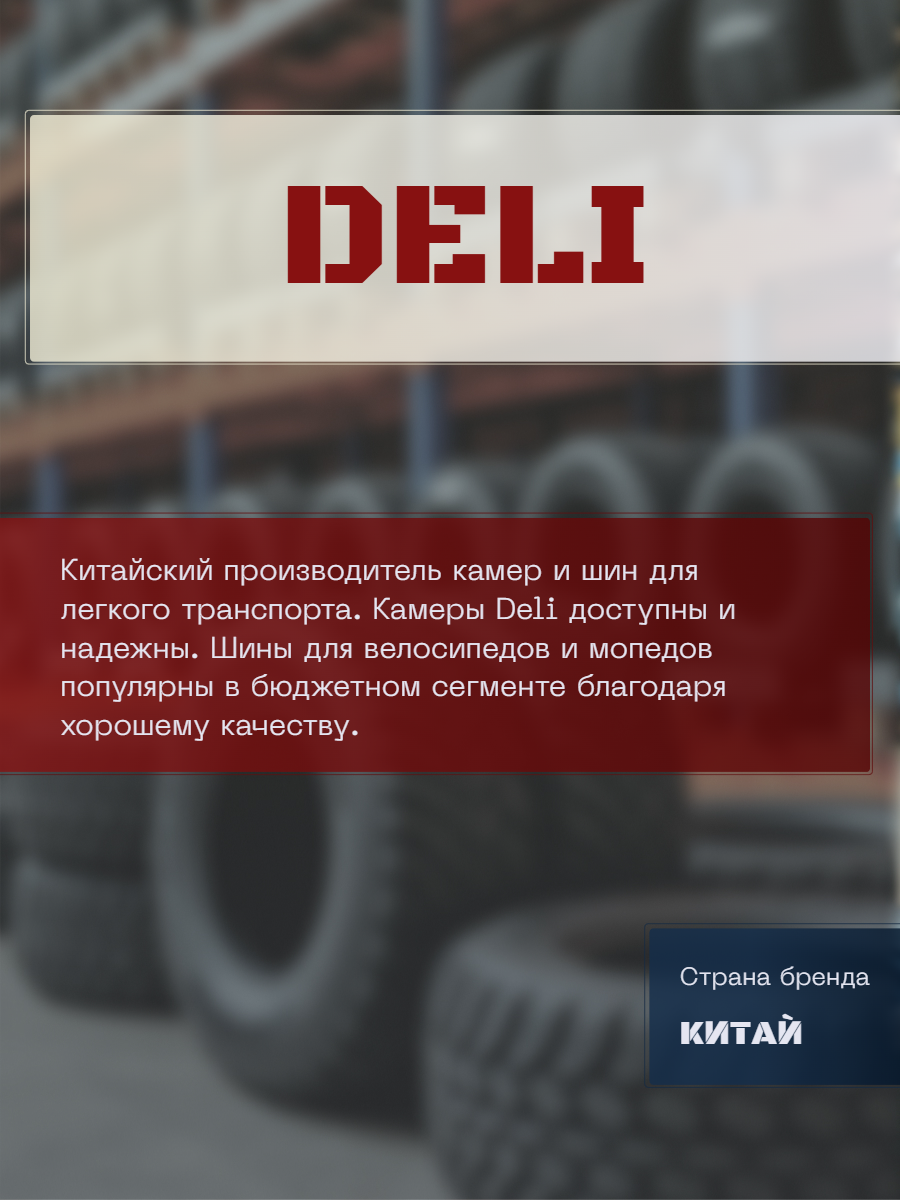 DELI
Китайский производитель камер и шин для
легкого транспорта. Камеры Deli доступны и
надежны. Шины для велосипедов и мопедов
популярны в бюджетном сегменте благодаря
хорошему качеству.
Страна бренда
КИТАЙ